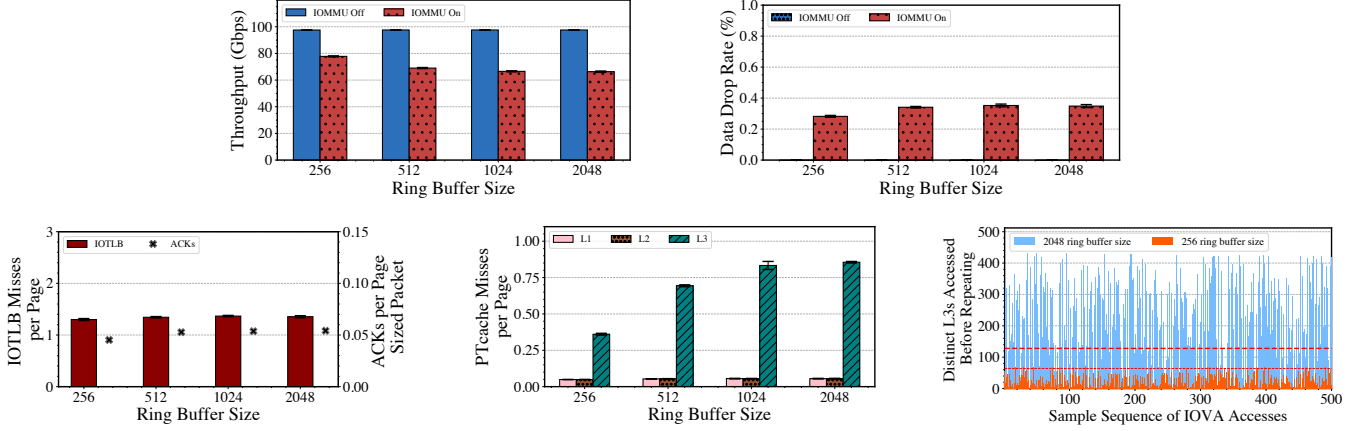 IOMMU Off
IOMMU On
Throughput (Gbps)
100
80
60
40
20
0
256
512
1024
2048
Ring Buffer Size
IOMMU Off
IOMMU On
Data Drop Rate (%)
1.0
0.8
0.6
0.4
0.2
0.0
256
512
1024
2048
Ring Buffer Size
IOTLB
ACKs
IOTLB Misses
per Page
3
2
1
0
0.15
0.10
0.05
0.00
ACKs per Page
Sized Packet
256
512
1024
2048
Ring Buffer Size
L1
L2
L3
PTcache Misses
per Page
1.00
0.75
0.50
0.25
0.00
256
512
1024
2048
Ring Buffer Size
2048 ring buffer size
256 ring buffer size
Distinct L3s Accessed
Before Repeating
500
400
300
200
100
0
100
200
300
400
500
Sample Sequence of IOVA Accesses